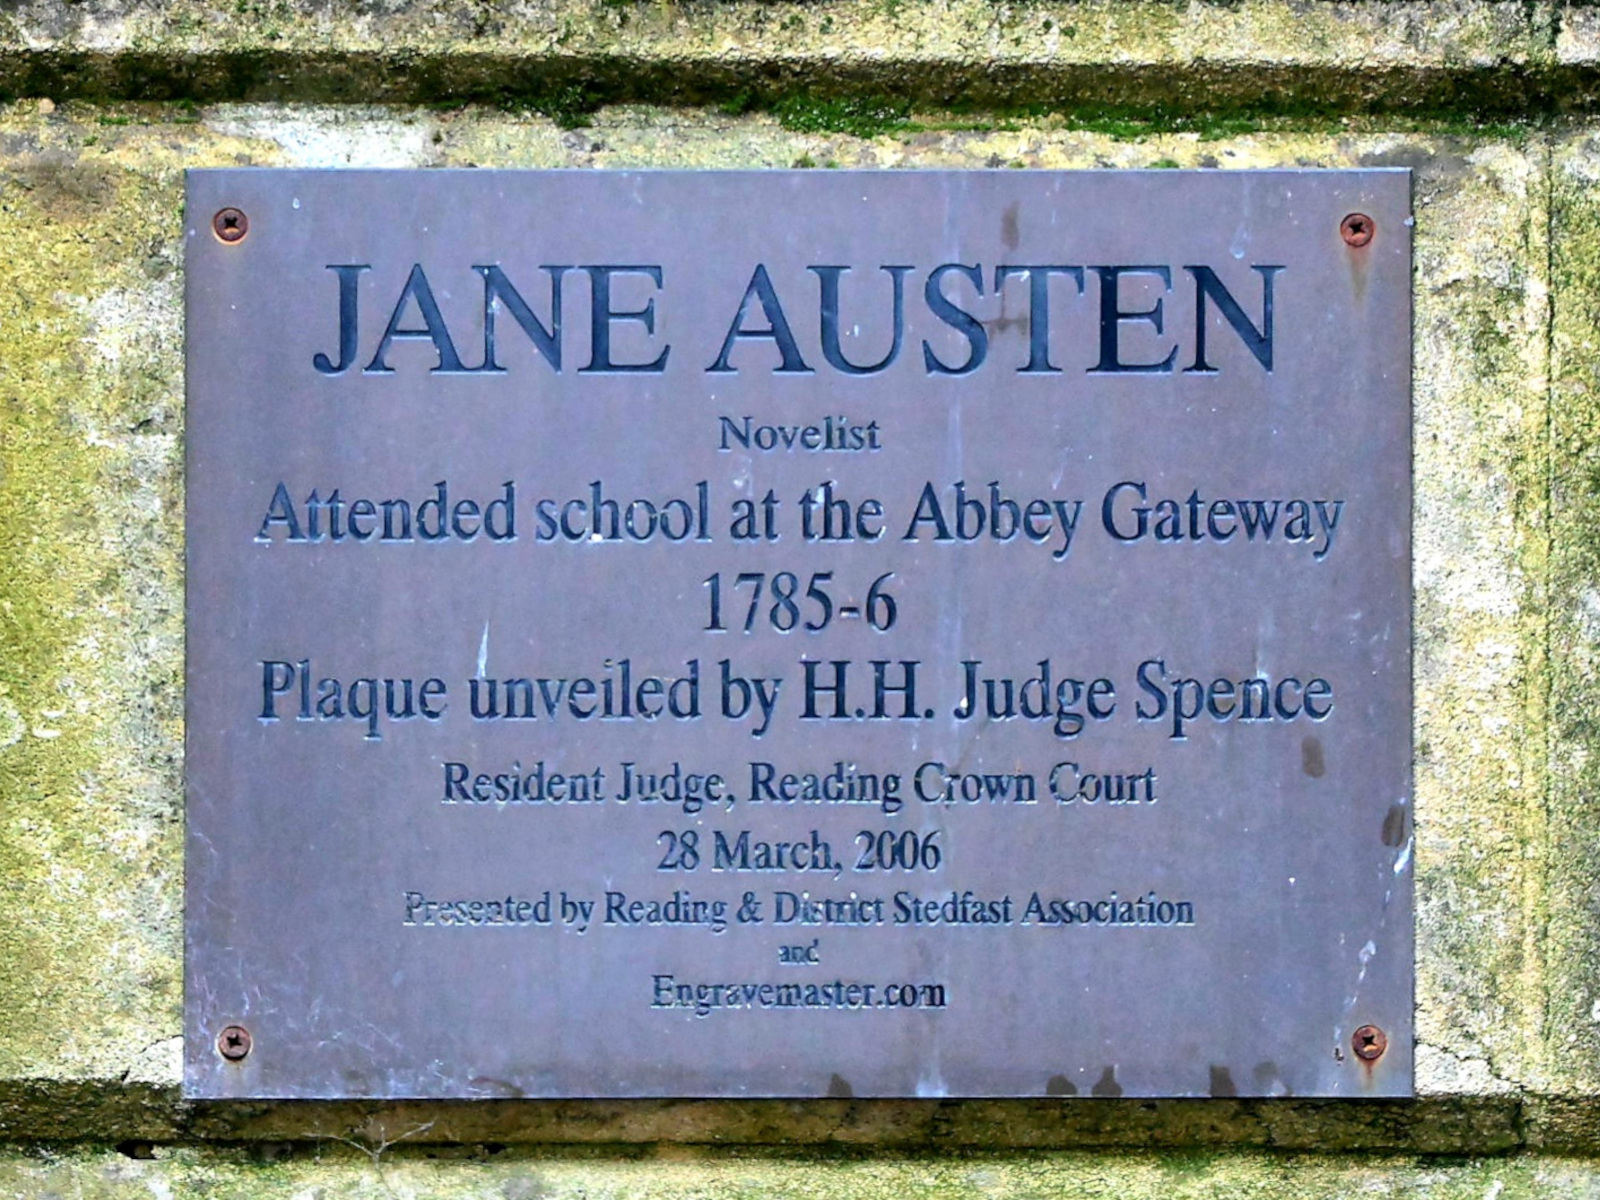 JANE AUSTEN
Novelist
Attended school at the Abbey Gateway
1785-6
Plaque unveiled by H.H. Judge Spence
Resident Judge, Reading Crown Court
28 March, 2006
Presented by Reading & District Stedfast Association
and
Engravemaster.com